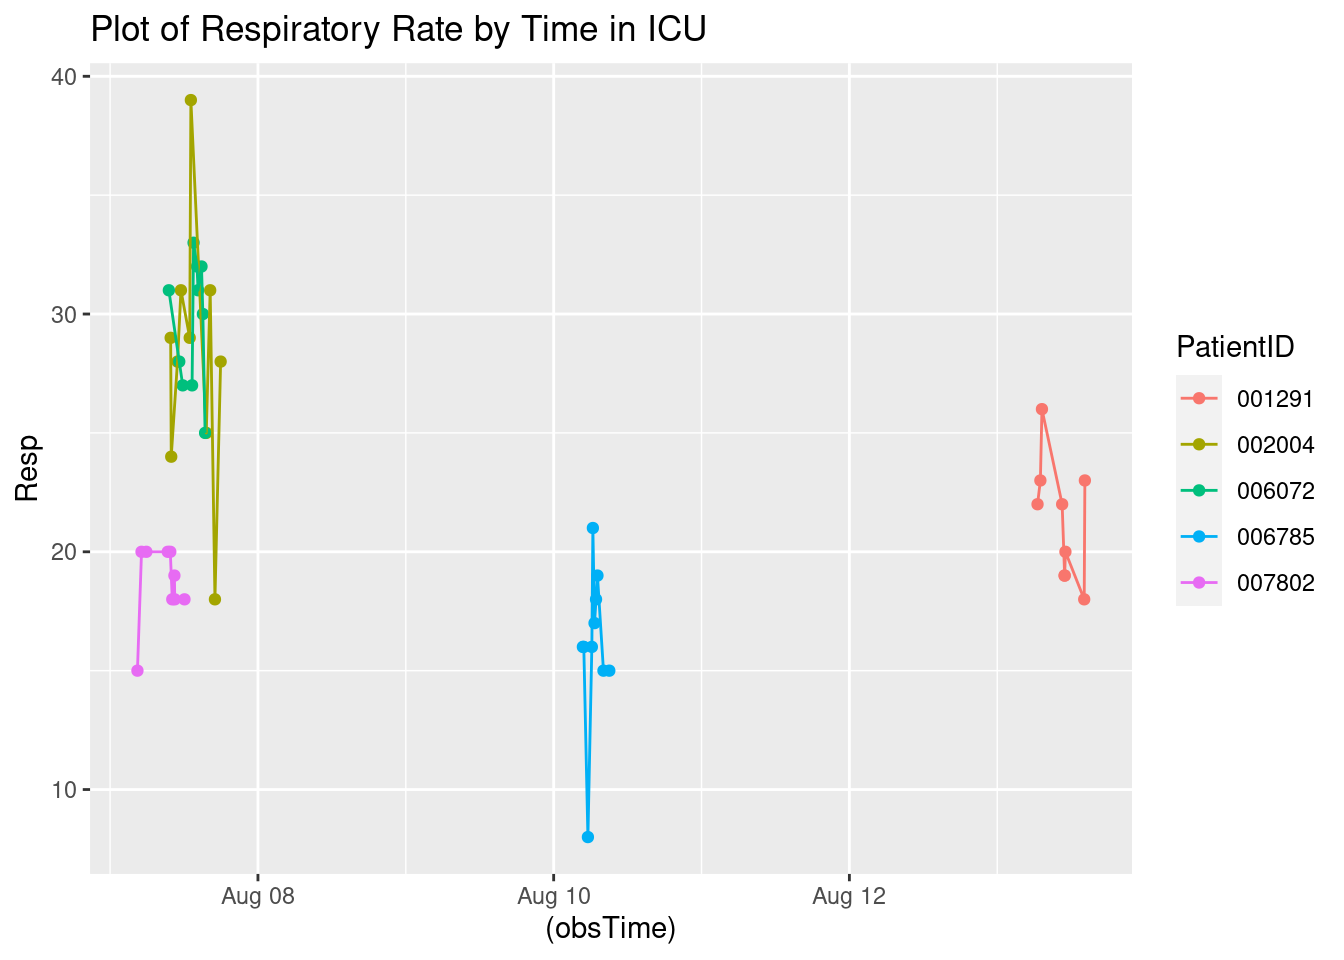 Plot of Respiratory Rate by Time in ICU
40
30
20
10
Resp
Aug 08
Aug 10
Aug 12
(obsTime)
PatientID
001291
002004
006072
006785
007802